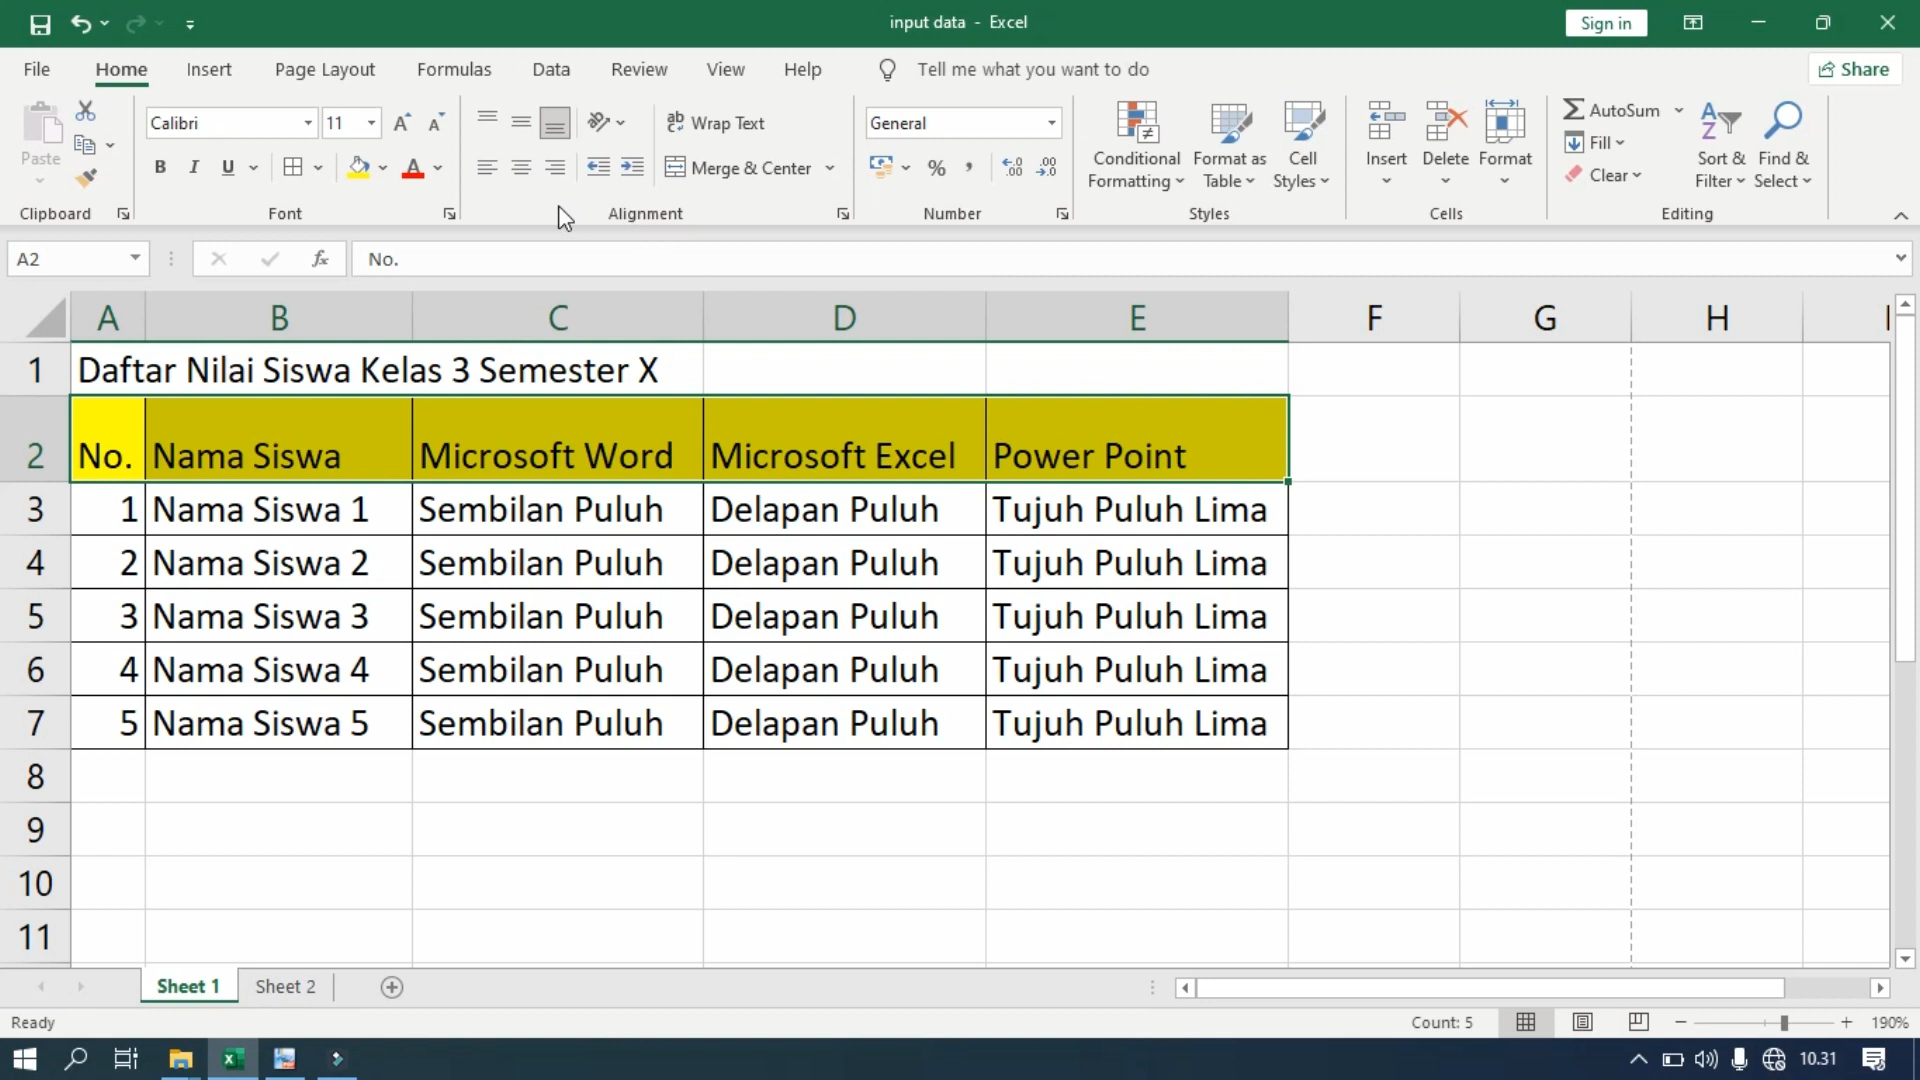 input data - Excel
Sign in
File Home Insert Page Layout Formulas Data Review View Help Tell me what you want to do Share
Paste
Calibri 11
Wrap Text
Merge & Center
General
Conditional Formatting
Format as Table
Cell Styles
Insert
Delete
Format
AutoSum
Fill
Clear
Sort & Filter
Find & Select
Clipboard Font Alignment Number Styles Cells Editing
A2 fx No.
A B C D E F G H
1 Daftar Nilai Siswa Kelas 3 Semester X
2 No. Nama Siswa Microsoft Word Microsoft Excel Power Point
3 1 Nama Siswa 1 Sembilan Puluh Delapan Puluh Tujuh Puluh Lima
4 2 Nama Siswa 2 Sembilan Puluh Delapan Puluh Tujuh Puluh Lima
5 3 Nama Siswa 3 Sembilan Puluh Delapan Puluh Tujuh Puluh Lima
6 4 Nama Siswa 4 Sembilan Puluh Delapan Puluh Tujuh Puluh Lima
7 5 Nama Siswa 5 Sembilan Puluh Delapan Puluh Tujuh Puluh Lima
8
9
10
11
Sheet 1 Sheet 2
Ready Count: 5 190%
10.31